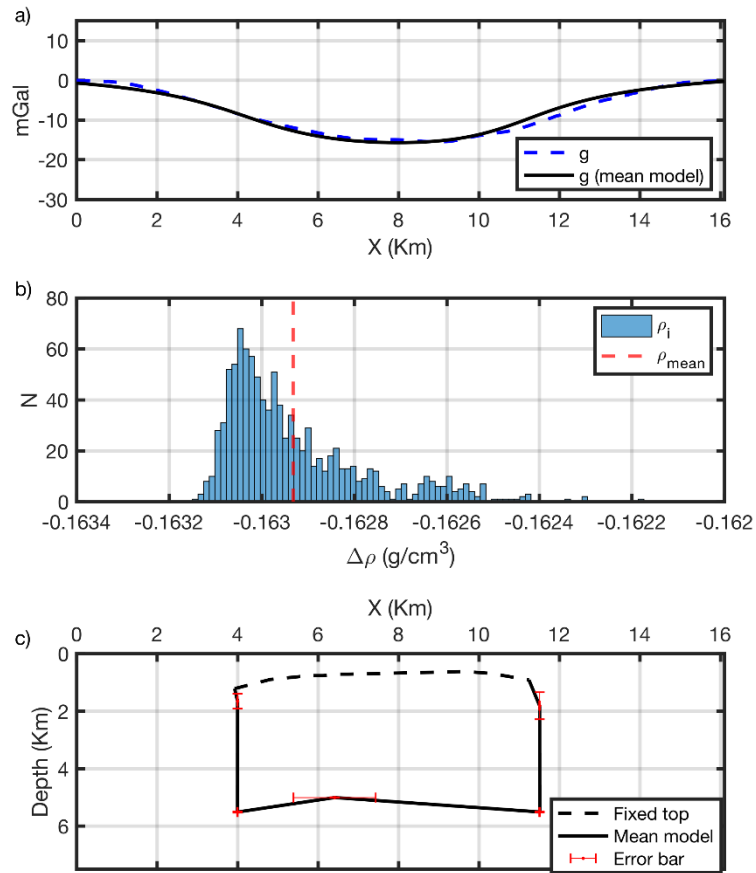 a)
10
0
-10
-20
-30
mGal
0 2 4 6 8 10 12 14 16
X (Km)
g
g (mean model)
b)
80
60
40
20
0
N
-0.1634 -0.1632 -0.163 -0.1628 -0.1626 -0.1624 -0.1622 -0.162
Δρ (g/cm³)
ρi
ρmean
X (Km)
c)
0 2 4 6 8 10 12 14 16
0
2
4
6
Depth (Km)
Fixed top
Mean model
Error bar